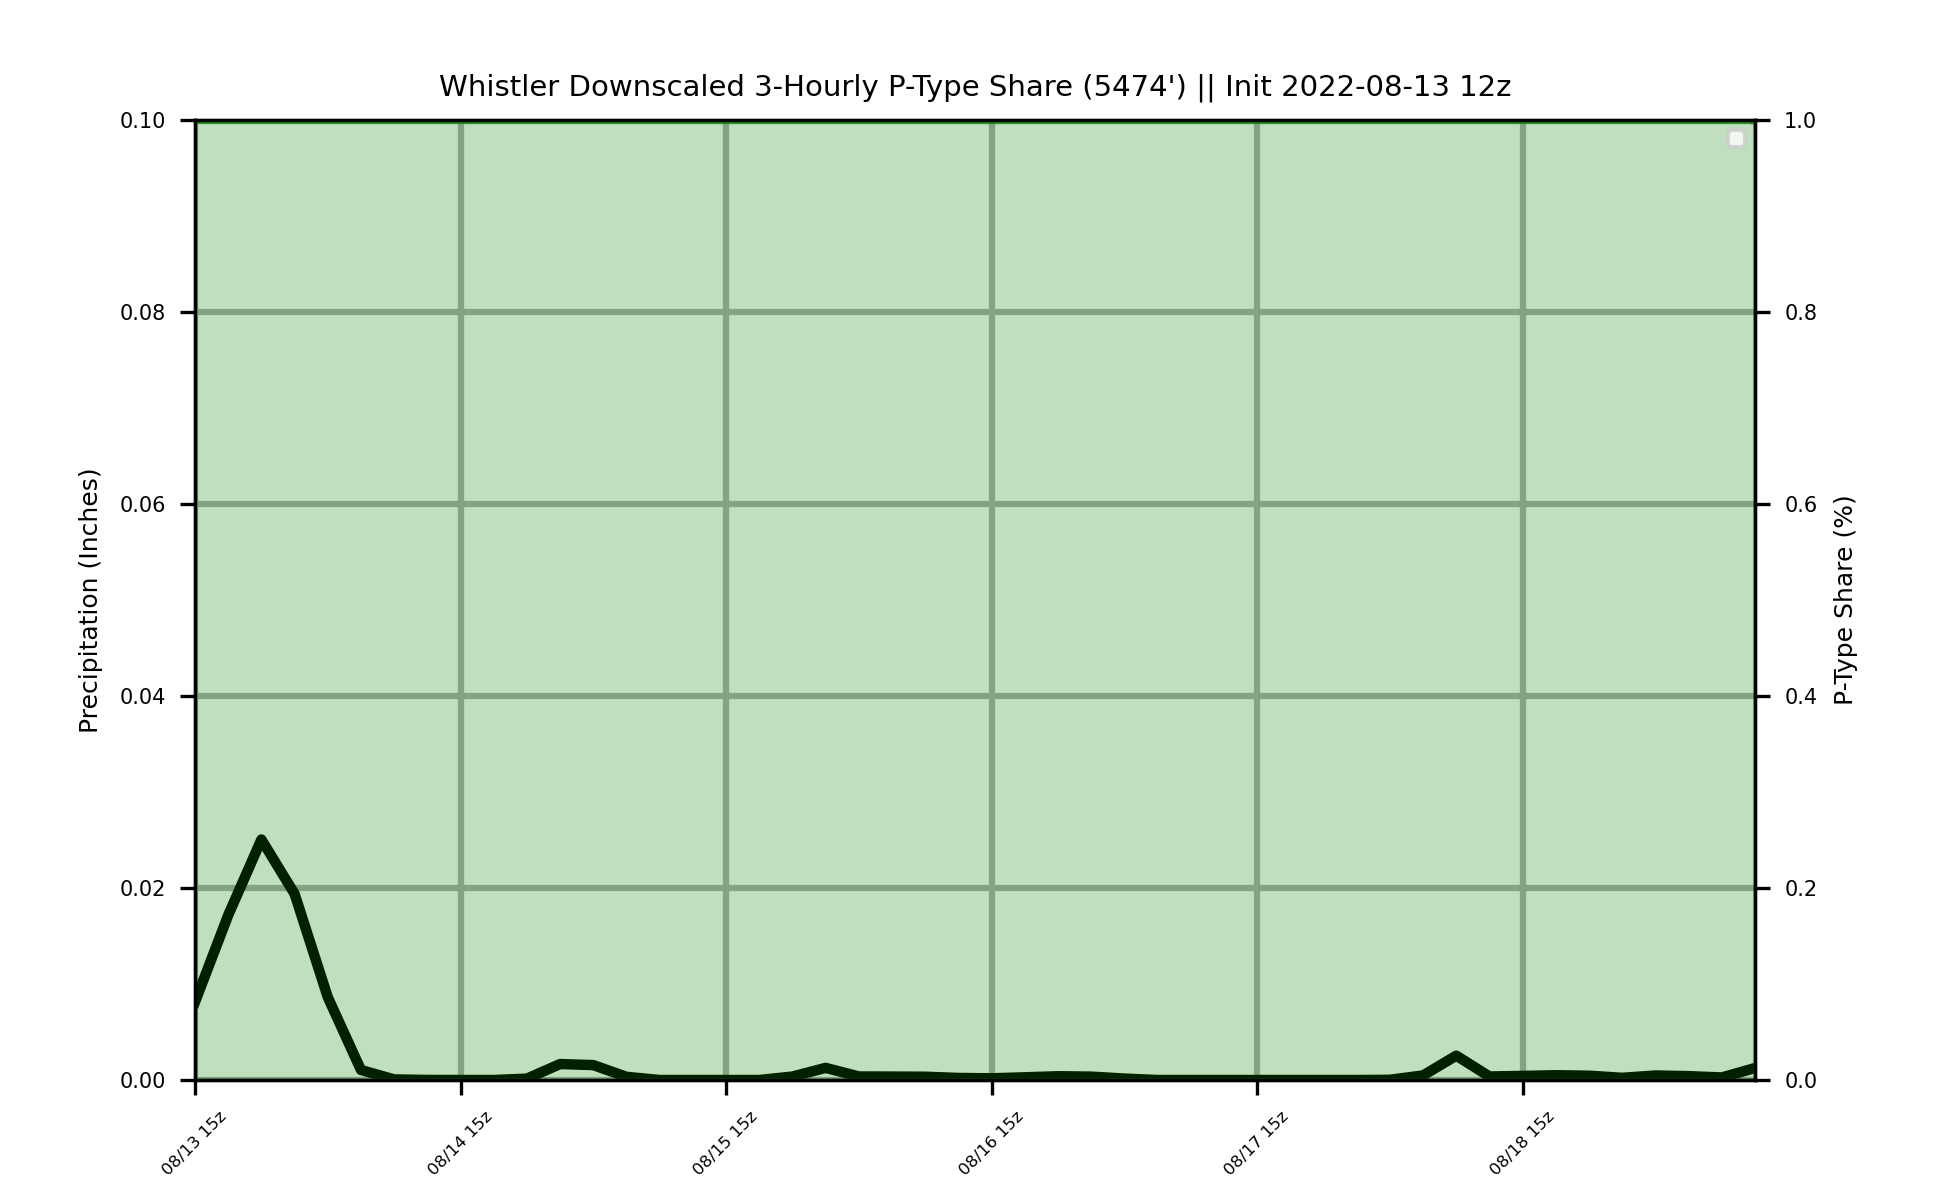 Whistler Downscaled 3-Hourly P-Type Share (5474') || Init 2022-08-13 12z
Precipitation (Inches)
0.10
0.08
0.06
0.04
0.02
0.00
1.0
0.8
0.6
0.4
0.2
0.0
P-Type Share (%)
08/13 15z
08/14 15z
08/15 15z
08/16 15z
08/17 15z
08/18 15z